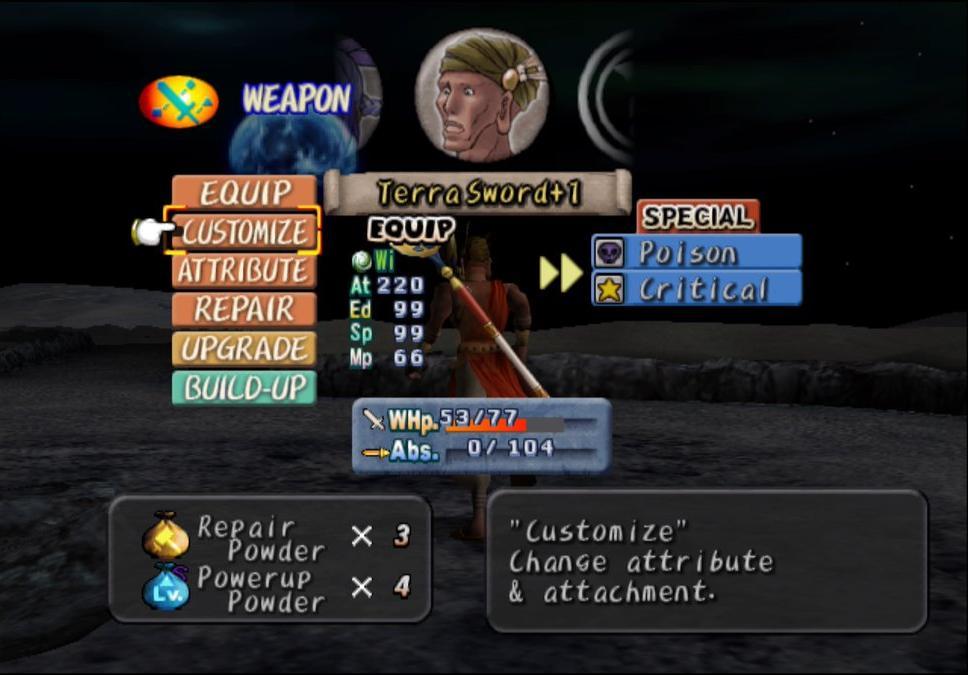 WEAPON
EQUIP
CUSTOMIZE
ATTRIBUTE
REPAIR
UPGRADE
BUILD-UP
Terra Sword+1
EQUIP
Wi
At 220
Ed 99
Sp 99
Mp 66
SPECIAL
Poison
Critical
WHp. 53/77
Abs. 0/ 104
Repair
Powder × 3
Lv.
Powerup
Powder × 4
"Customize"
Change attribute
& attachment.